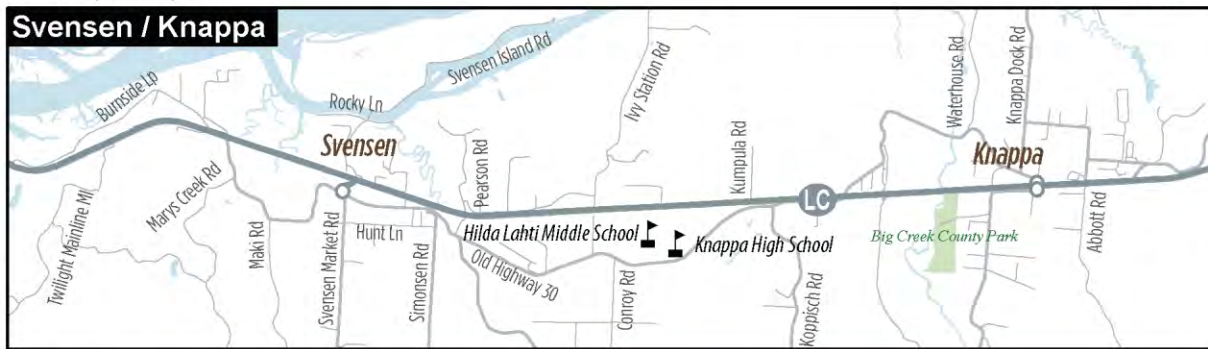 Svensen / Knappa
Burnside Lp
Svensen Island Rd
Rocky Ln
Ivy Station Rd
Waterhouse Rd
Knappa Dock Rd
Svensen
Knappa
Pearson Rd
Kumpula Rd
LC
Marys Creek Rd
Twilight Mainline Ml
Maki Rd
Svensen Market Rd
Hunt Ln
Simonsen Rd
Hilda Lahti Middle School
Knappa High School
Old Highway 30
Conroy Rd
Koppisch Rd
Big Creek County Park
Abbott Rd